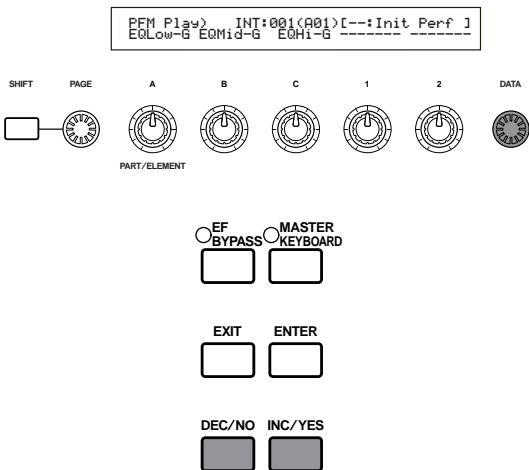 PFM Play) INT:001(A01)[--:Init Perf ]
EQLow-G EQMid-G EQHi-G ------- -------
SHIFT PAGE A B C 1 2 DATA
PART/ELEMENT
EF BYPASS MASTER KEYBOARD
EXIT ENTER
DEC/NO INC/YES